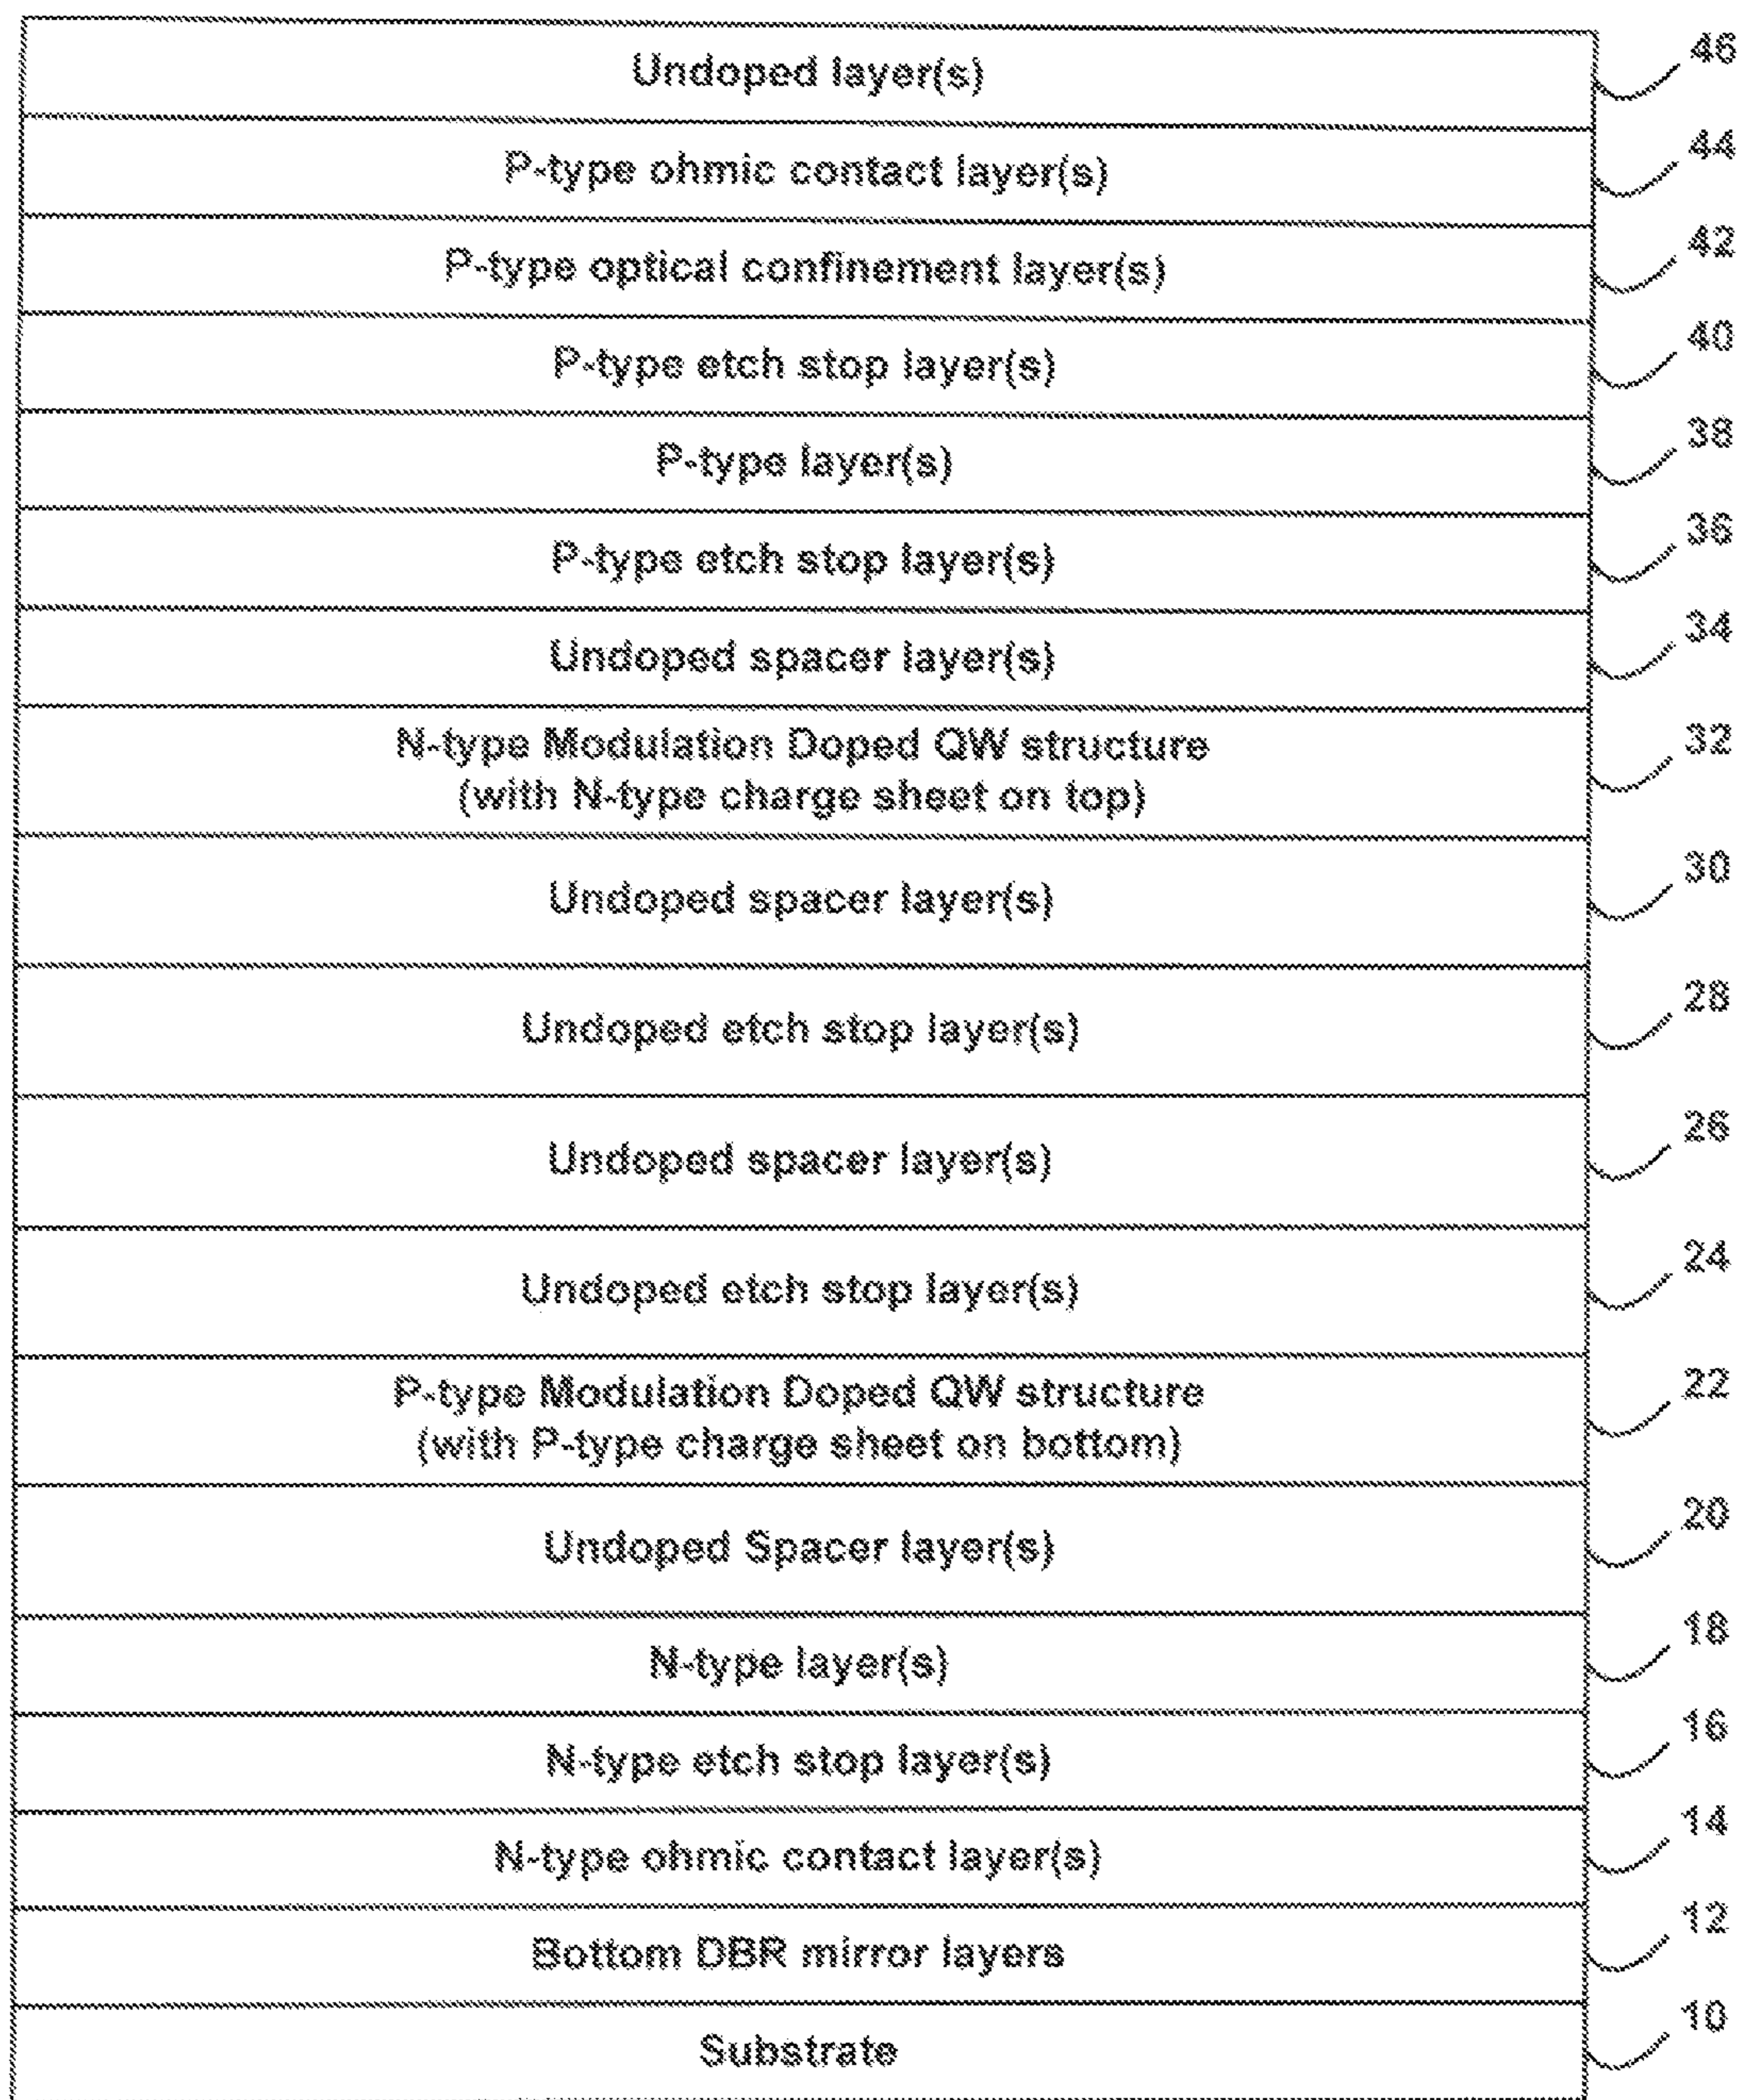 Undoped layer(s) 46
P-type ohmic contact layer(s) 44
P-type optical confinement layer(s) 42
P-type etch stop layer(s) 40
P-type layer(s) 38
P-type etch stop layer(s) 36
Undoped spacer layer(s) 34
N-type Modulation Doped QW structure 32
(with N-type charge sheet on top)
Undoped spacer layer(s) 30
Undoped etch stop layer(s) 28
Undoped spacer layer(s) 26
Undoped etch stop layer(s) 24
P-type Modulation Doped QW structure 22
(with P-type charge sheet on bottom)
Undoped Spacer layer(s) 20
N-type layer(s) 18
N-type etch stop layer(s) 16
N-type ohmic contact layer(s) 14
Bottom DBR mirror layers 12
Substrate 10